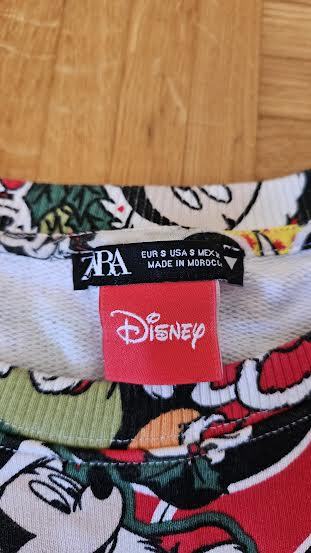 ZARA
EUR S USA S MEX
MADE IN MOROCCO
Disney